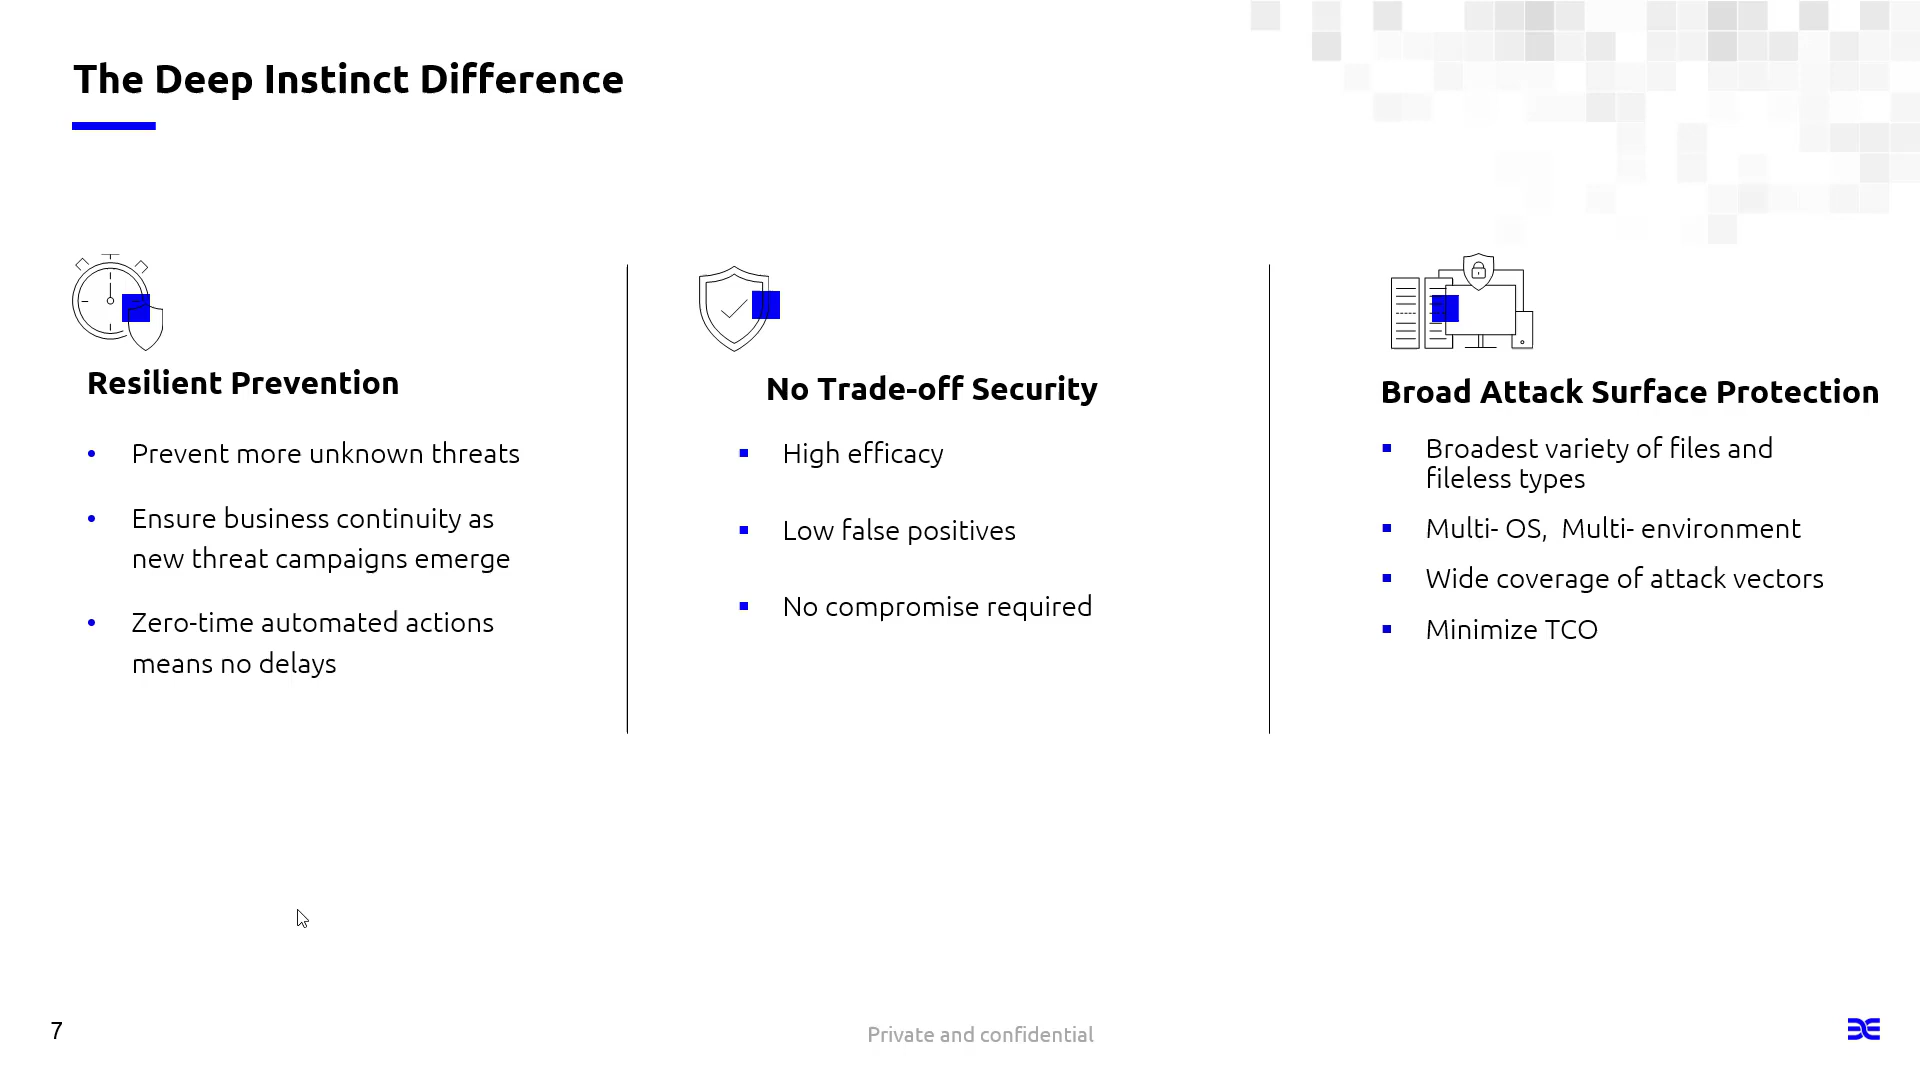 The Deep Instinct Difference
Resilient Prevention
• Prevent more unknown threats
• Ensure business continuity as
new threat campaigns emerge
• Zero-time automated actions
means no delays
No Trade-off Security
▪ High efficacy
▪ Low false positives
▪ No compromise required
Broad Attack Surface Protection
▪ Broadest variety of files and
fileless types
▪ Multi- OS,  Multi- environment
▪ Wide coverage of attack vectors
▪ Minimize TCO
7
Private and confidential